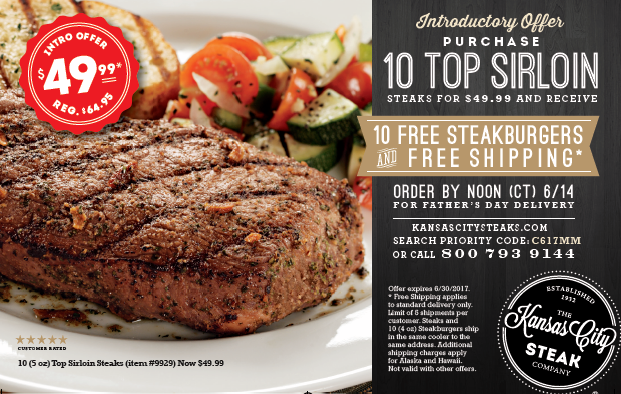 INTRO OFFER
$49.99*
REG. $64.95
Introductory Offer
PURCHASE
10 TOP SIRLOIN
STEAKS FOR $49.99 AND RECEIVE
10 FREE STEAKBURGERS
AND FREE SHIPPING*
ORDER BY NOON (CT) 6/14
FOR FATHER'S DAY DELIVERY
KANSASCITYSTEAKS.COM
SEARCH PRIORITY CODE: C617MM
OR CALL 800 793 9144
Offer expires 6/30/2017.
* Free Shipping applies
to standard delivery only.
Limit of 5 shipments per
customer. Steaks and
10 (4 oz) Steakburgers ship
in the same cooler to the
same address. Additional
shipping charges apply
for Alaska and Hawaii.
Not valid with other offers.
ESTABLISHED
1932
THE
Kansas City
STEAK
COMPANY
CUSTOMER RATED
10 (5 oz) Top Sirloin Steaks (item #9929) Now $49.99